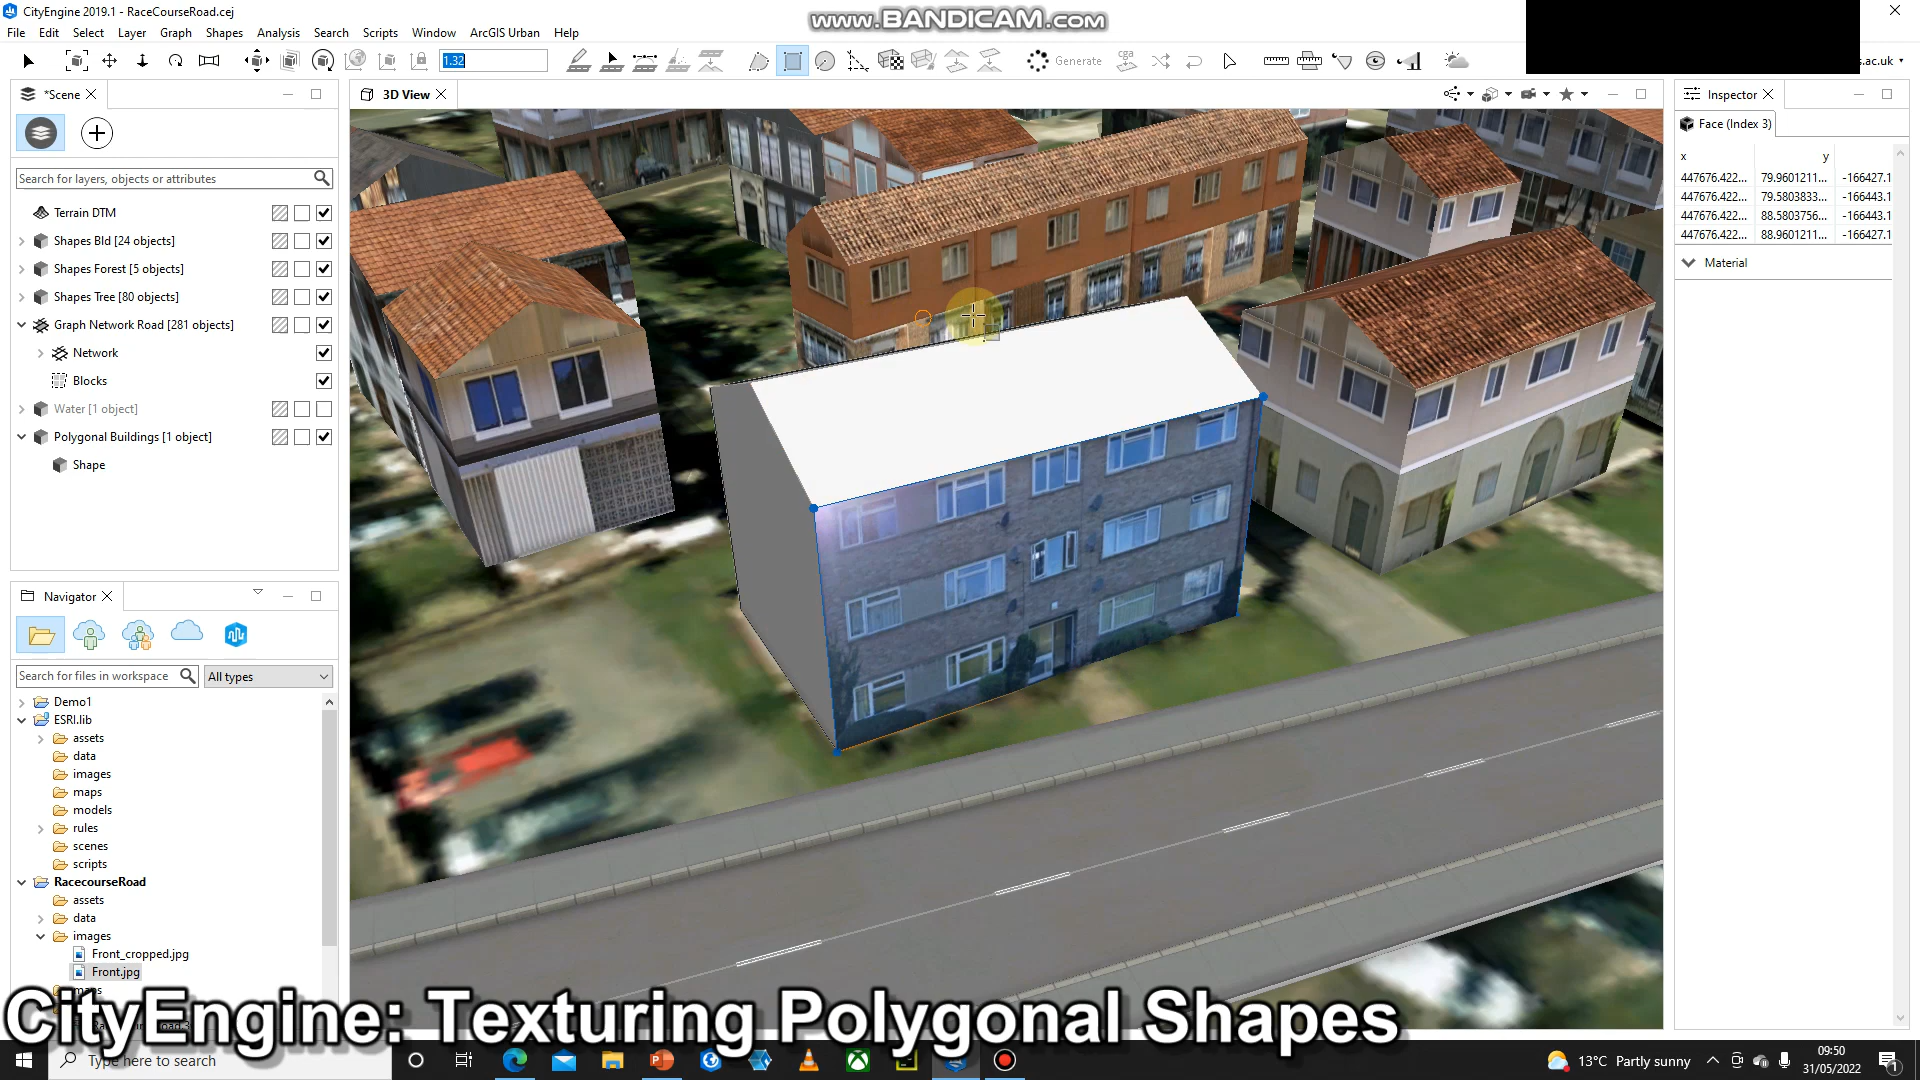 CityEngine 2019.1 - RaceCourseRoad.cej
www.BANDICAM.com
File Edit Select Layer Graph Shapes Analysis Search Scripts Window ArcGIS Urban Help
1.32
Generate
cga
s.ac.uk
*Scene
3D View
Inspector
Face (Index 3)
Search for layers, objects or attributes
x y
447676.422... 79.9601211... -166427.1
447676.422... 79.5803833... -166443.1
447676.422... 88.5803756... -166443.1
447676.422... 88.9601211... -166427.1
Material
Terrain DTM
Shapes Bld [24 objects]
Shapes Forest [5 objects]
Shapes Tree [80 objects]
Graph Network Road [281 objects]
Network
Blocks
Water [1 object]
Polygonal Buildings [1 object]
Shape
Navigator
Search for files in workspace All types
Demo1
ESRI.lib
assets
data
images
maps
models
rules
scenes
scripts
RacecourseRoad
assets
data
images
Front_cropped.jpg
Front.jpg
maps
CityEngine: Texturing Polygonal Shapes
Type here to search
13°C Partly sunny
09:50
31/05/2022
1